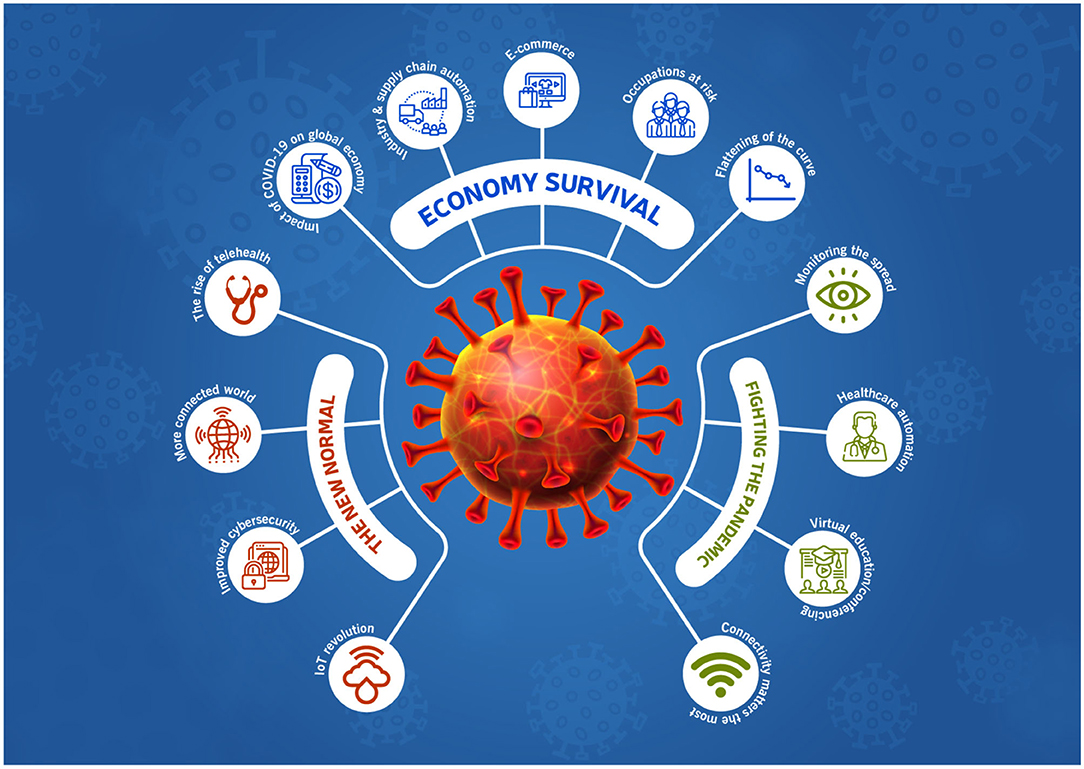 ECONOMY SURVIVAL
Impact of COVID-19 on global economy
Industry & supply chain automation
E-commerce
Occupations at risk
Flattening of the curve
THE NEW NORMAL
The rise of telehealth
More connected world
Improved cybersecurity
IoT revolution
FIGHTING THE PANDEMIC
Monitoring the spread
Healthcare automation
Virtual education/conferencing
Connectivity matters the most